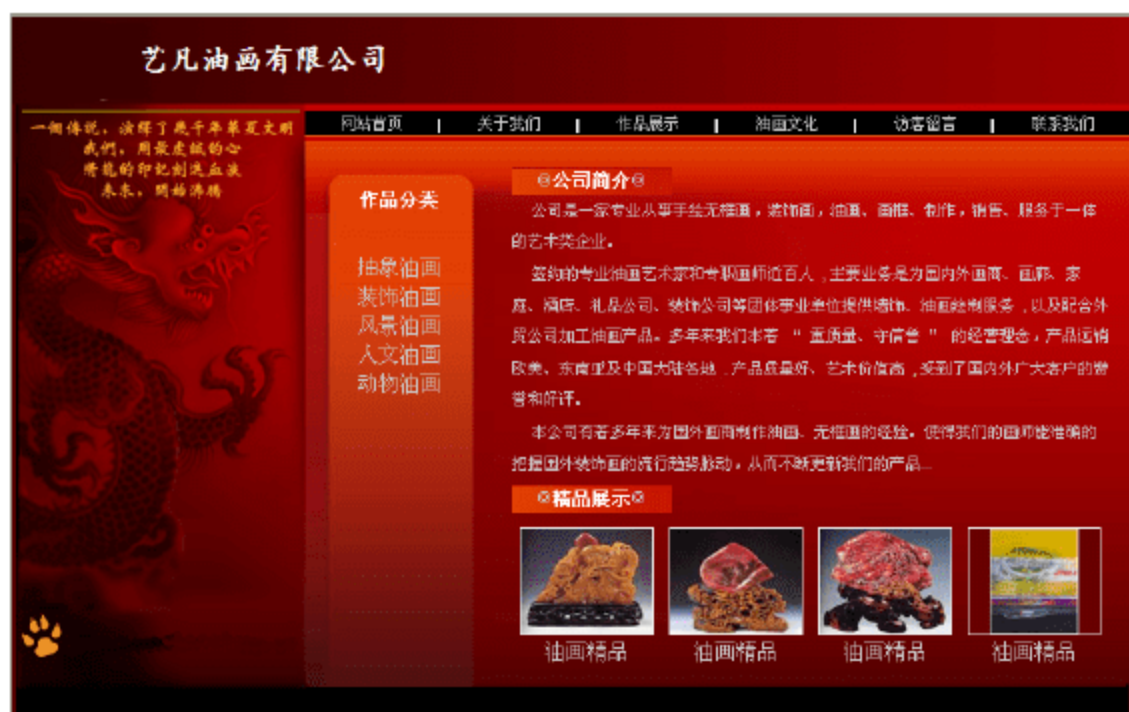 艺凡油画有限公司
一個傳説，演繹了幾千年華夏文明
我們，用最虔誠的心
將龍的印記刻進血液
未来，開始沸騰
网站首页 | 关于我们 | 作品展示 | 油画文化 | 访客留言 | 联系我们
作品分类
抽象油画
装饰油画
风景油画
人文油画
动物油画
◎公司简介◎
公司是一家专业从事手绘无框画，装饰画，油画、画框、制作，销售、服务于一体
的艺术类企业。
签约的专业油画艺术家和专职画师近百人，主要业务是为国内外画商、画廊、家
庭、酒店、礼品公司、装饰公司等团体事业单位提供墙饰、油画绘制服务，以及配合外
贸公司加工油画产品。多年来我们本着 “ 重质量、守信誉 ” 的经营理念，产品远销
欧美、东南亚及中国大陆各地，产品质量好、艺术价值高，受到了国内外广大客户的赞
誉和好评。
本公司有着多年来为国外画商制作油画、无框画的经验。使得我们的画师能准确的
把握国外装饰画的流行趋势脉动，从而不断更新我们的产品...
◎精品展示◎
油画精品 油画精品 油画精品 油画精品